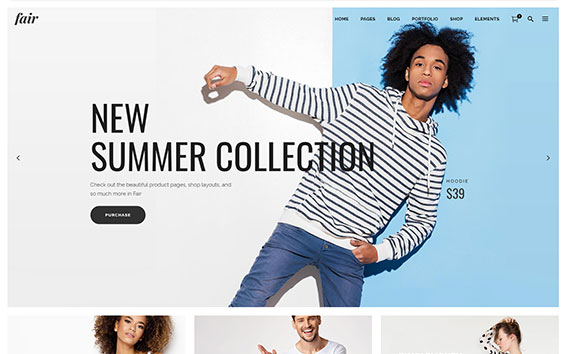 fair
HOME PAGES BLOG PORTFOLIO SHOP ELEMENTS 0
NEW
SUMMER COLLECTION
Check out the beautiful product pages, shop layouts, and
so much more in Fair
PURCHASE
HOODIE
$39